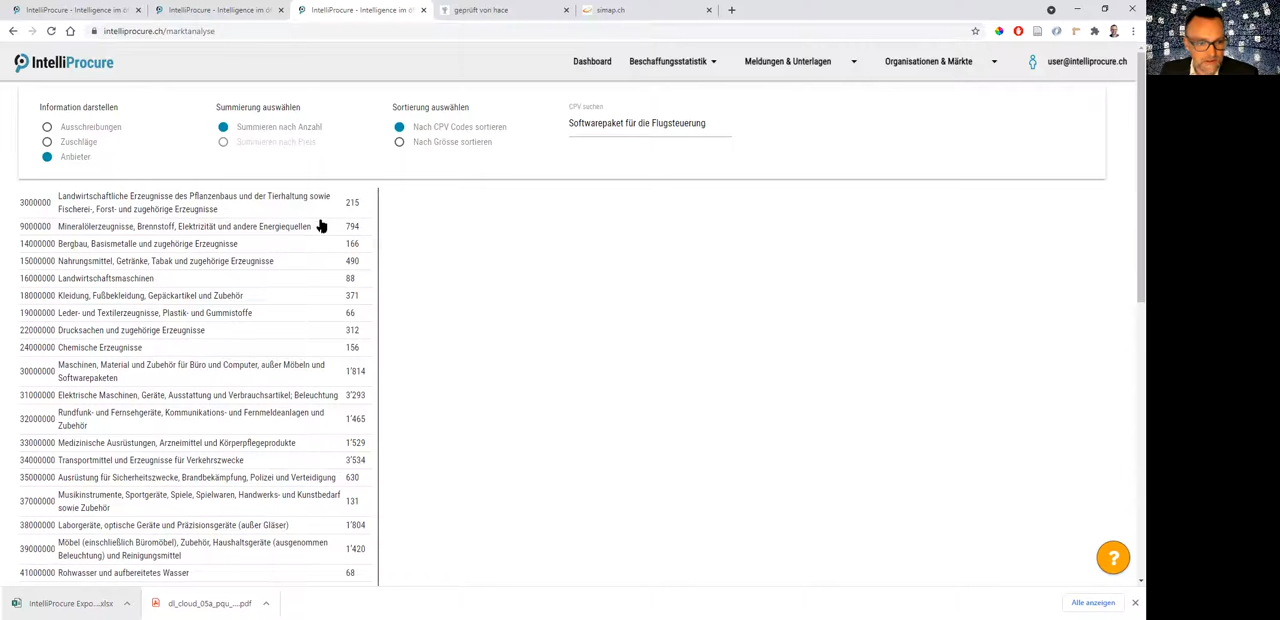 IntelliProcure - Intelligence im öf
IntelliProcure - Intelligence im öf
IntelliProcure - Intelligence im öf
geprüft von hace
simap.ch
intelliprocure.ch/marktanalyse
IntelliProcure
Dashboard
Beschaffungsstatistik
Meldungen & Unterlagen
Organisationen & Märkte
user@intelliprocure.ch
Information darstellen
Ausschreibungen
Zuschläge
Anbieter
Summierung auswählen
Summieren nach Anzahl
Summieren nach Preis
Sortierung auswählen
Nach CPV Codes sortieren
Nach Grösse sortieren
CPV suchen
Softwarepaket für die Flugsteuerung
3000000 Landwirtschaftliche Erzeugnisse des Pflanzenbaus und der Tierhaltung sowie
Fischerei-, Forst- und zugehörige Erzeugnisse 215
9000000 Mineralölerzeugnisse, Brennstoff, Elektrizität und andere Energiequellen 794
14000000 Bergbau, Basismetalle und zugehörige Erzeugnisse 166
15000000 Nahrungsmittel, Getränke, Tabak und zugehörige Erzeugnisse 490
16000000 Landwirtschaftsmaschinen 88
18000000 Kleidung, Fußbekleidung, Gepäckartikel und Zubehör 371
19000000 Leder- und Textilerzeugnisse, Plastik- und Gummistoffe 66
22000000 Drucksachen und zugehörige Erzeugnisse 312
24000000 Chemische Erzeugnisse 156
30000000 Maschinen, Material und Zubehör für Büro und Computer, außer Möbeln und
Softwarepaketen 1'814
31000000 Elektrische Maschinen, Geräte, Ausstattung und Verbrauchsartikel; Beleuchtung 3'293
32000000 Rundfunk- und Fernsehgeräte, Kommunikations- und Fernmeldeanlagen und
Zubehör 1'465
33000000 Medizinische Ausrüstungen, Arzneimittel und Körperpflegeprodukte 1'529
34000000 Transportmittel und Erzeugnisse für Verkehrszwecke 3'534
35000000 Ausrüstung für Sicherheitszwecke, Brandbekämpfung, Polizei und Verteidigung 630
37000000 Musikinstrumente, Sportgeräte, Spiele, Spielwaren, Handwerks- und Kunstbedarf
sowie Zubehör 131
38000000 Laborgeräte, optische Geräte und Präzisionsgeräte (außer Gläser) 1'804
39000000 Möbel (einschließlich Büromöbel), Zubehör, Haushaltsgeräte (ausgenommen
Beleuchtung) und Reinigungsmittel 1'420
41000000 Rohwasser und aufbereitetes Wasser 68
?
IntelliProcure Expo....xlsx
dl_cloud_05a_pqu_....pdf
Alle anzeigen